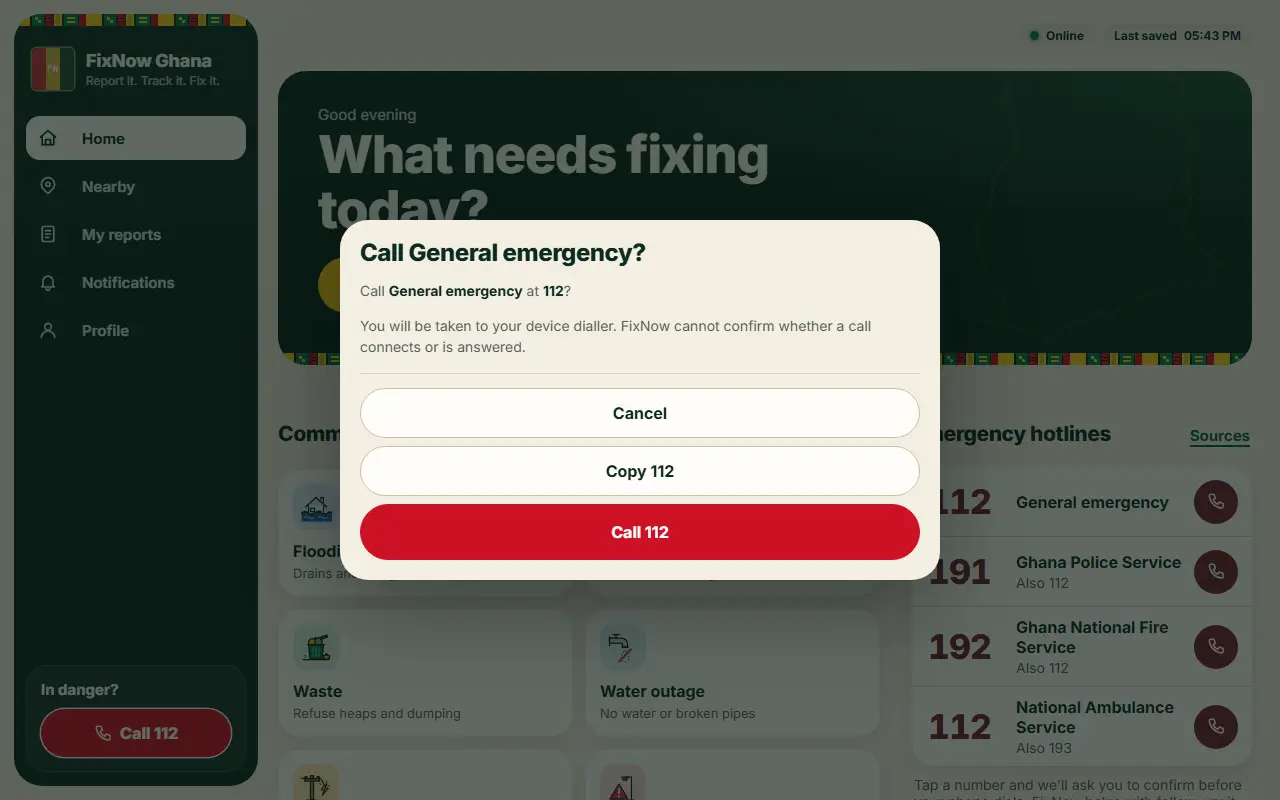 FN
FixNow Ghana
Report it. Track it. Fix it.
Home
Nearby
My reports
Notifications
Profile
In danger?
Call 112
Online
Last saved 05:43 PM
Good evening
What needs fixing
today?
Call General emergency?
Call General emergency at 112?
You will be taken to your device dialler. FixNow cannot confirm whether a call
connects or is answered.
Cancel
Copy 112
Call 112
Sources
hotlines
112
General emergency
191
Ghana Police Service
Also 112
192
Ghana National Fire
Service
Also 112
112
National Ambulance
Service
Also 193
Waste
Refuse heaps and dumping
Water outage
No water or broken pipes
Tap a number and we'll ask you to confirm before